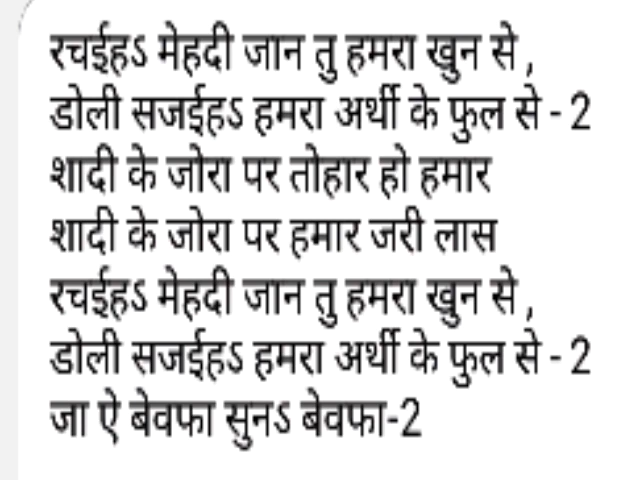 रचईहऽ मेहदी जान तु हमरा खुन से ,
डोली सजईहऽ हमरा अर्थी के फुल से - 2
शादी के जोरा पर तोहार हो हमार
शादी के जोरा पर हमार जरी लास
रचईहऽ मेहदी जान तु हमरा खुन से ,
डोली सजईहऽ हमरा अर्थी के फुल से - 2
जा ऐ बेवफा सुनऽ बेवफा-2